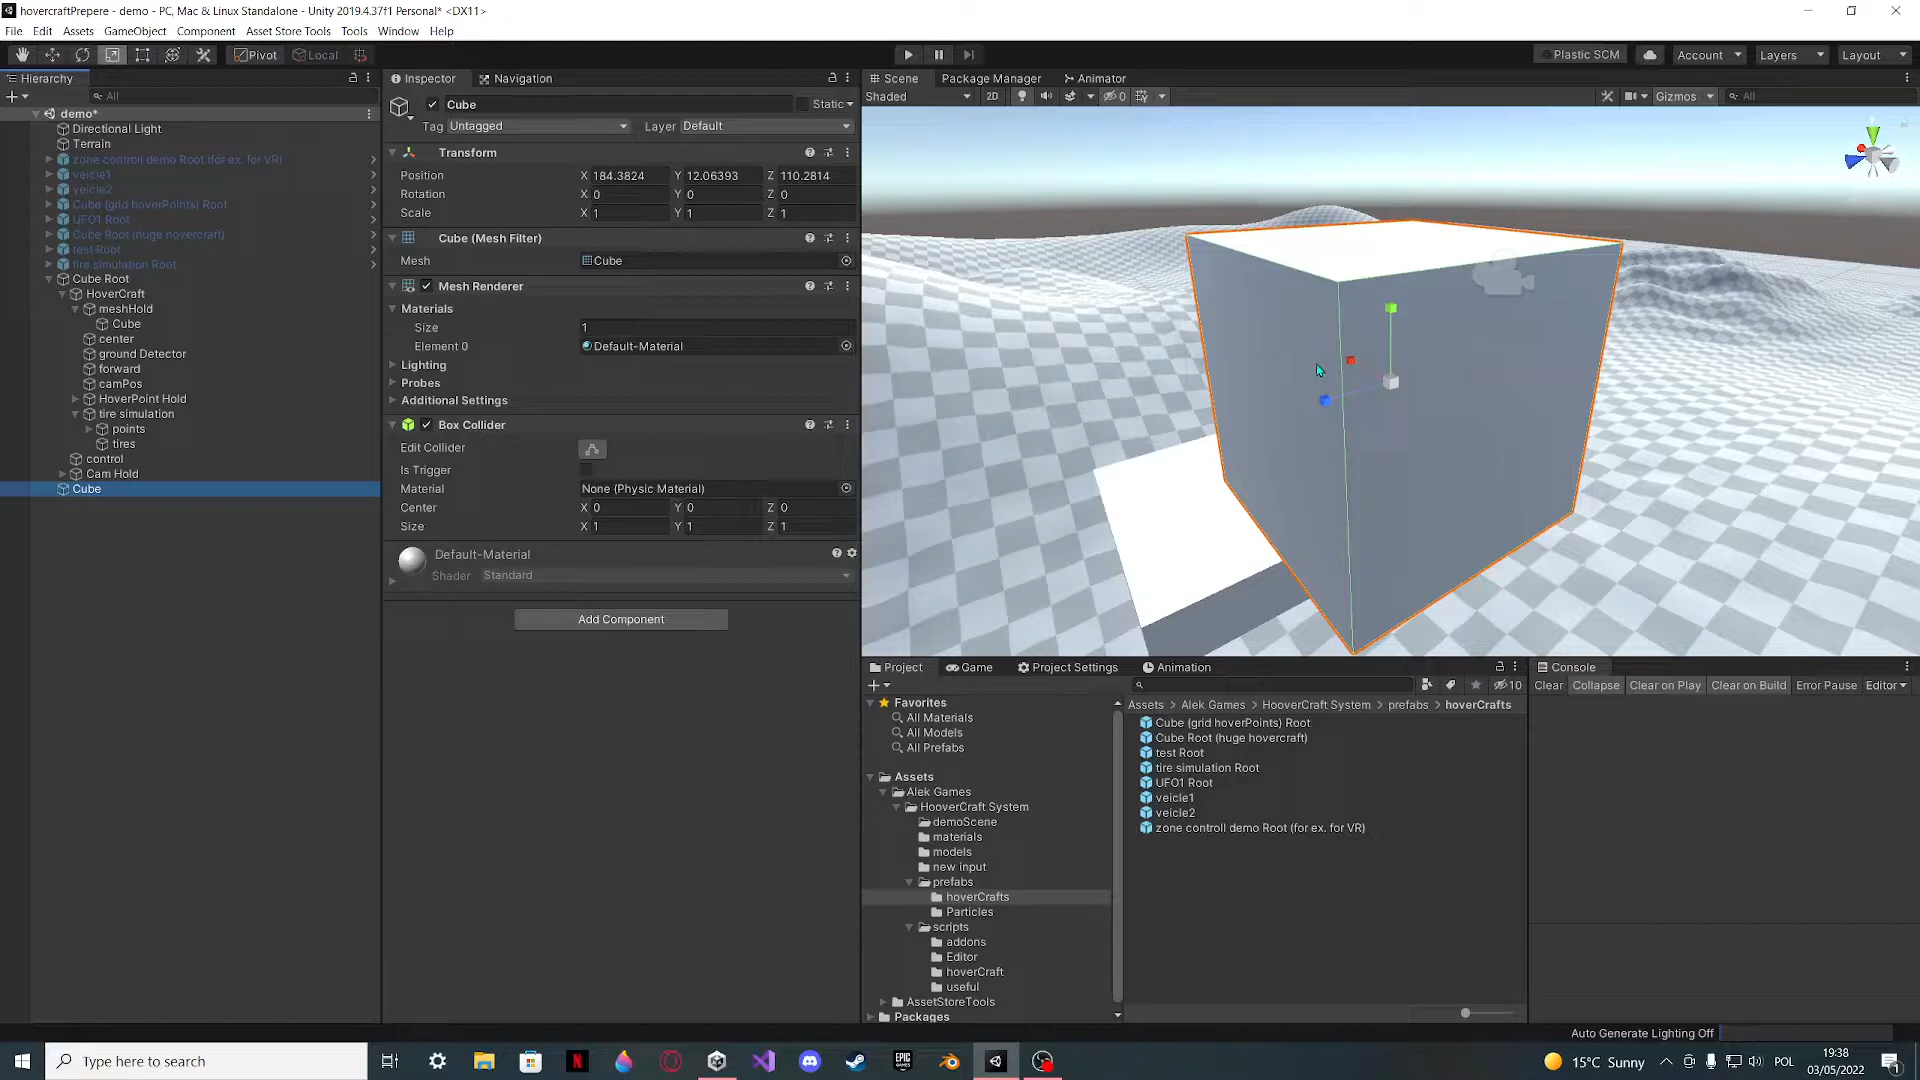 hovercraftPrepere - demo - PC, Mac & Linux Standalone - Unity 2019.4.37f1 Personal* <DX11>
File Edit Assets GameObject Component Asset Store Tools Tools Window Help
Pivot Local
Plastic SCM Account Layers Layout
Hierarchy
All
demo*
Directional Light
Terrain
zone controll demo Root (for ex. for VR)
veicle1
veicle2
Cube (grid hoverPoints) Root
UFO1 Root
Cube Root (huge hovercraft)
test Root
tire simulation Root
Cube Root
HoverCraft
meshHold
Cube
center
ground Detector
forward
camPos
HoverPoint Hold
tire simulation
points
tires
control
Cam Hold
Cube
Inspector Navigation
Cube Static
Tag Untagged Layer Default
Transform
Position X 184.3824 Y 12.06393 Z 110.2814
Rotation X 0 Y 0 Z 0
Scale X 1 Y 1 Z 1
Cube (Mesh Filter)
Mesh Cube
Mesh Renderer
Materials
Size 1
Element 0 Default-Material
Lighting
Probes
Additional Settings
Box Collider
Edit Collider
Is Trigger
Material None (Physic Material)
Center X 0 Y 0 Z 0
Size X 1 Y 1 Z 1
Default-Material
Shader Standard
Add Component
Scene Package Manager Animator
Shaded 2D 0 Gizmos All
y
Project Game Project Settings Animation
10
Favorites
All Materials
All Models
All Prefabs
Assets
Alek Games
HooverCraft System
demoScene
materials
models
new input
prefabs
hoverCrafts
Particles
scripts
addons
Editor
hoverCraft
useful
AssetStoreTools
Packages
Assets > Alek Games > HooverCraft System > prefabs > hoverCrafts
Cube (grid hoverPoints) Root
Cube Root (huge hovercraft)
test Root
tire simulation Root
UFO1 Root
veicle1
veicle2
zone controll demo Root (for ex. for VR)
Console
Clear Collapse Clear on Play Clear on Build Error Pause Editor
Auto Generate Lighting Off
Type here to search
N
EPIC GAMES
15°C Sunny
POL
19:38
03/05/2022
1